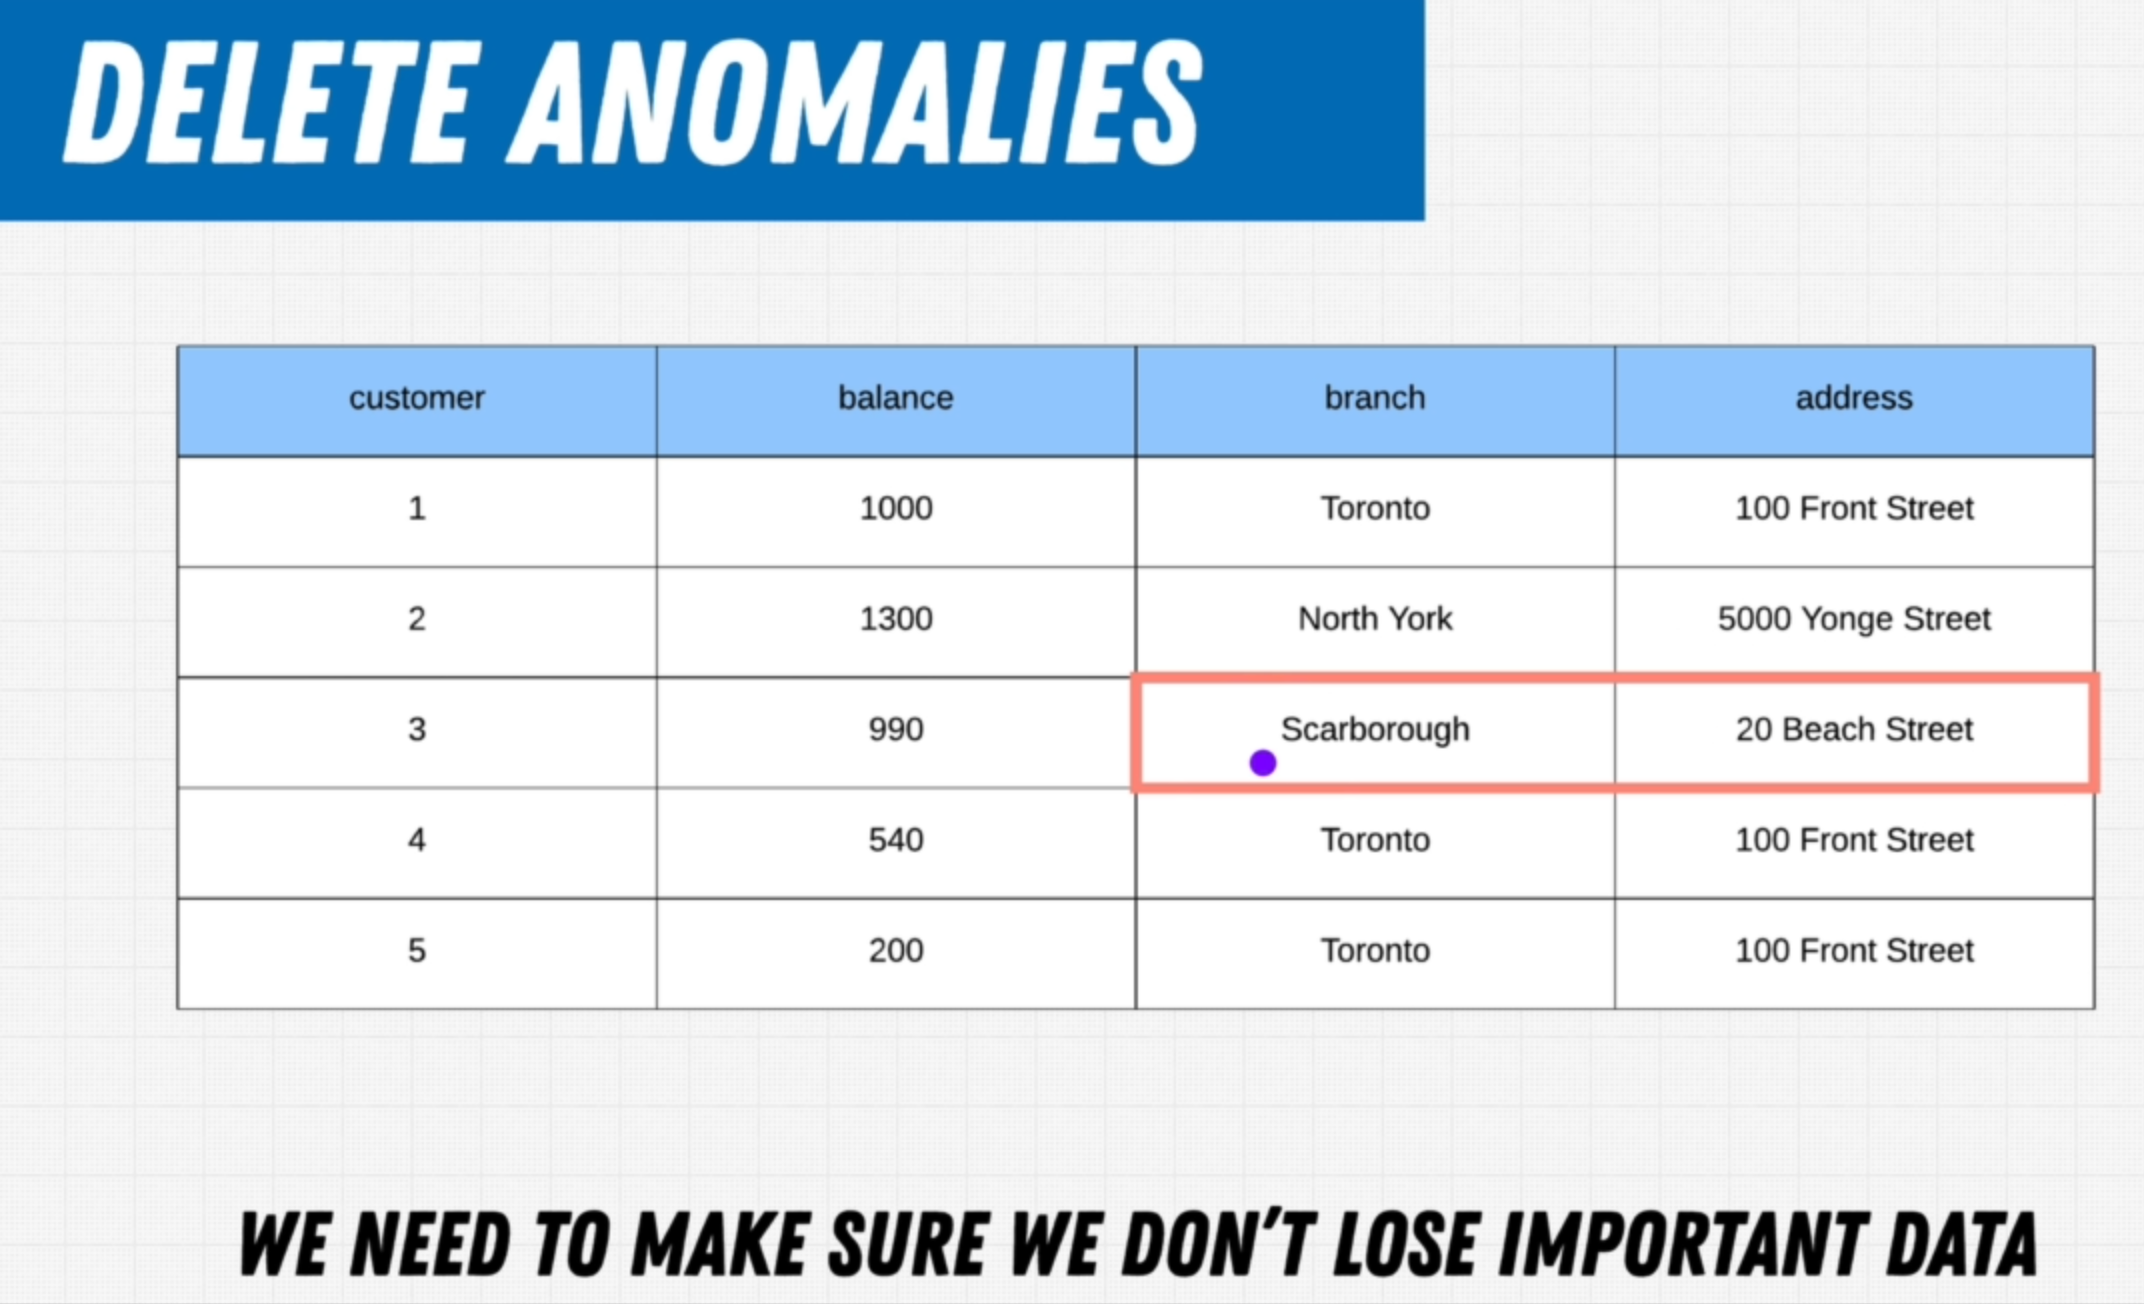 DELETE ANOMALIES
customer balance branch address
1 1000 Toronto 100 Front Street
2 1300 North York 5000 Yonge Street
3 990 Scarborough 20 Beach Street
4 540 Toronto 100 Front Street
5 200 Toronto 100 Front Street
WE NEED TO MAKE SURE WE DON'T LOSE IMPORTANT DATA